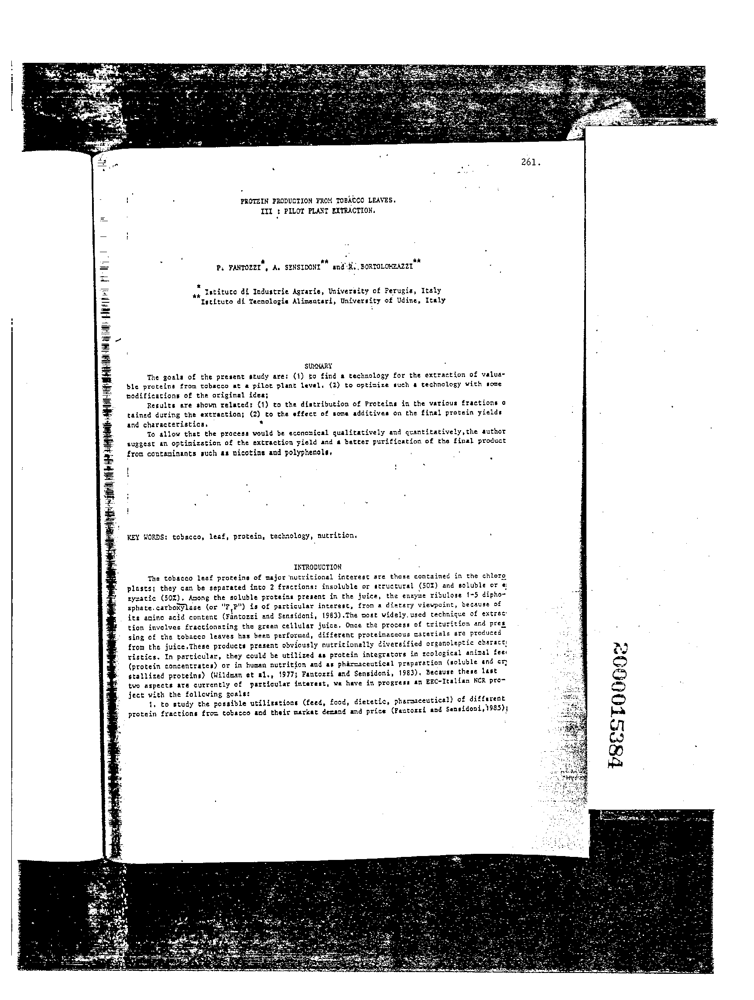 261.
PROTEIN PRODUCTION FROM TOBACCO LEAVES.
III : PILOT PLANT EXTRACTION.
P. FANTOZZI*, A. SENSIDONI** and R. BORTOLOMEAZZI**
* Istituto di Industrie Agrarie, University of Perugia, Italy
** Istituto di Tecnologie Alimentari, University of Udine, Italy
SUMMARY
The goals of the present study are: (1) to find a technology for the extraction of valua-
ble proteins from tobacco at a pilot plant level. (2) to optimize such a technology with some
modifications of the original idea;
Results are shown related: (1) to the distribution of Proteins in the various fractions o
tained during the extraction; (2) to the effect of some additives on the final protein yields
and characteristics.
To allow that the process would be economical qualitatively and quantitatively,the author
suggest an optimization of the extraction yield and a better purification of the final product
from contaminants such as nicotine and polyphenols.
KEY WORDS: tobacco, leaf, protein, technology, nutrition.
INTRODUCTION
The tobacco leaf proteins of major nutritional interest are those contained in the chloro
plasts; they can be separated into 2 fractions: insoluble or structural (50%) and soluble or e
zymatic (50%). Among the soluble proteins present in the juice, the enzyme ribulose 1-5 dipho-
sphate.carboxylase (or "F1P") is of particular interest, from a dietary viewpoint, because of
its amino acid content (Fantozzi and Sensidoni, 1983).The most widely used technique of extrac
tion involves fractionating the green cellular juice. Once the process of triturition and pres
sing of the tobacco leaves has been performed, different proteinaceous materials are produced
from the juice.These products present obviously nutritionally diversified organoleptic charact
ristics. In particular, they could be utilized as protein integrators in zoological animal fee
(protein concentrates) or in human nutrition and as pharmaceutical preparation (soluble and cr
stallized proteins) (Wildman et al., 1977; Fantozzi and Sensidoni, 1983). Because these last
two aspects are currently of particular interest, we have in progress an EEC-Italian NCR pro-
ject with the following goals:
1. to study the possible utilizations (feed, food, dietetic, pharmaceutical) of different
protein fractions from tobacco and their market demand and price (Fantozzi and Sensidoni,1985);
2000015384